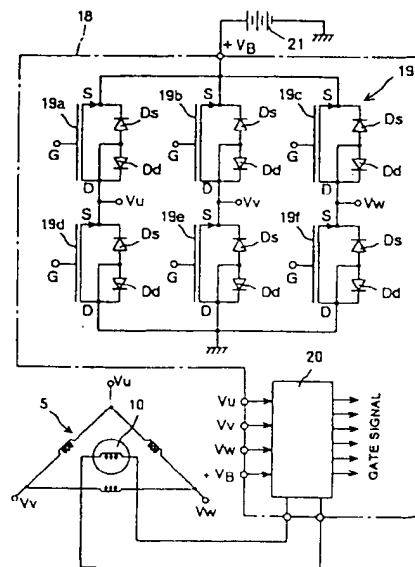 18
+ VB
21
19
19a
S
Ds
G
Dd
D
Vu
19b
S
Ds
G
Dd
D
Vv
19c
S
Ds
G
Dd
D
Vw
19d
S
Ds
G
Dd
D
19e
S
Ds
G
Dd
D
19f
S
Ds
G
Dd
D
20
Vu
Vv
Vw
+ VB
GATE SIGNAL
5
10
Vu
Vv
Vw